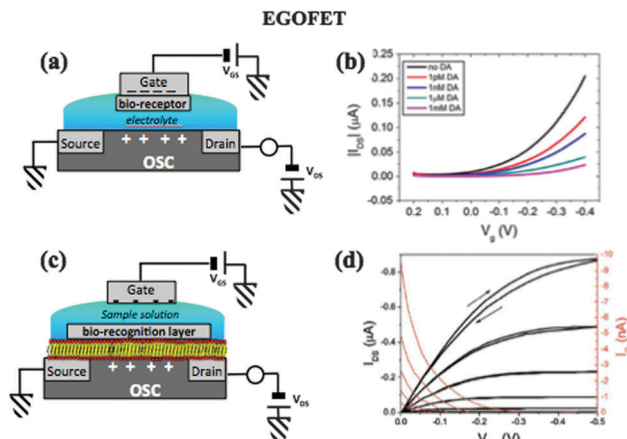 EGOFET
(a)
Gate
V_GS
bio-receptor
electrolyte
+ + + +
Source
Drain
OSC
V_DS
(b)
no DA
1pM DA
1nM DA
1µM DA
1mM DA
|I_DS| (µA)
0.25
0.20
0.15
0.10
0.05
0.00
-0.05
0.2 0.1 0.0 -0.1 -0.2 -0.3 -0.4
V_g (V)
(c)
Gate
V_GS
Sample solution
bio-recognition layer
+ + + +
Source
Drain
OSC
V_DS
(d)
I_DS (µA)
-0.8
-0.6
-0.4
-0.2
0.0
-10
-9
-8
-7
-6
-5
-4
-3
-2
-1
0
(nA)
0.0 -0.1 -0.2 -0.3 -0.4 -0.5
(V)